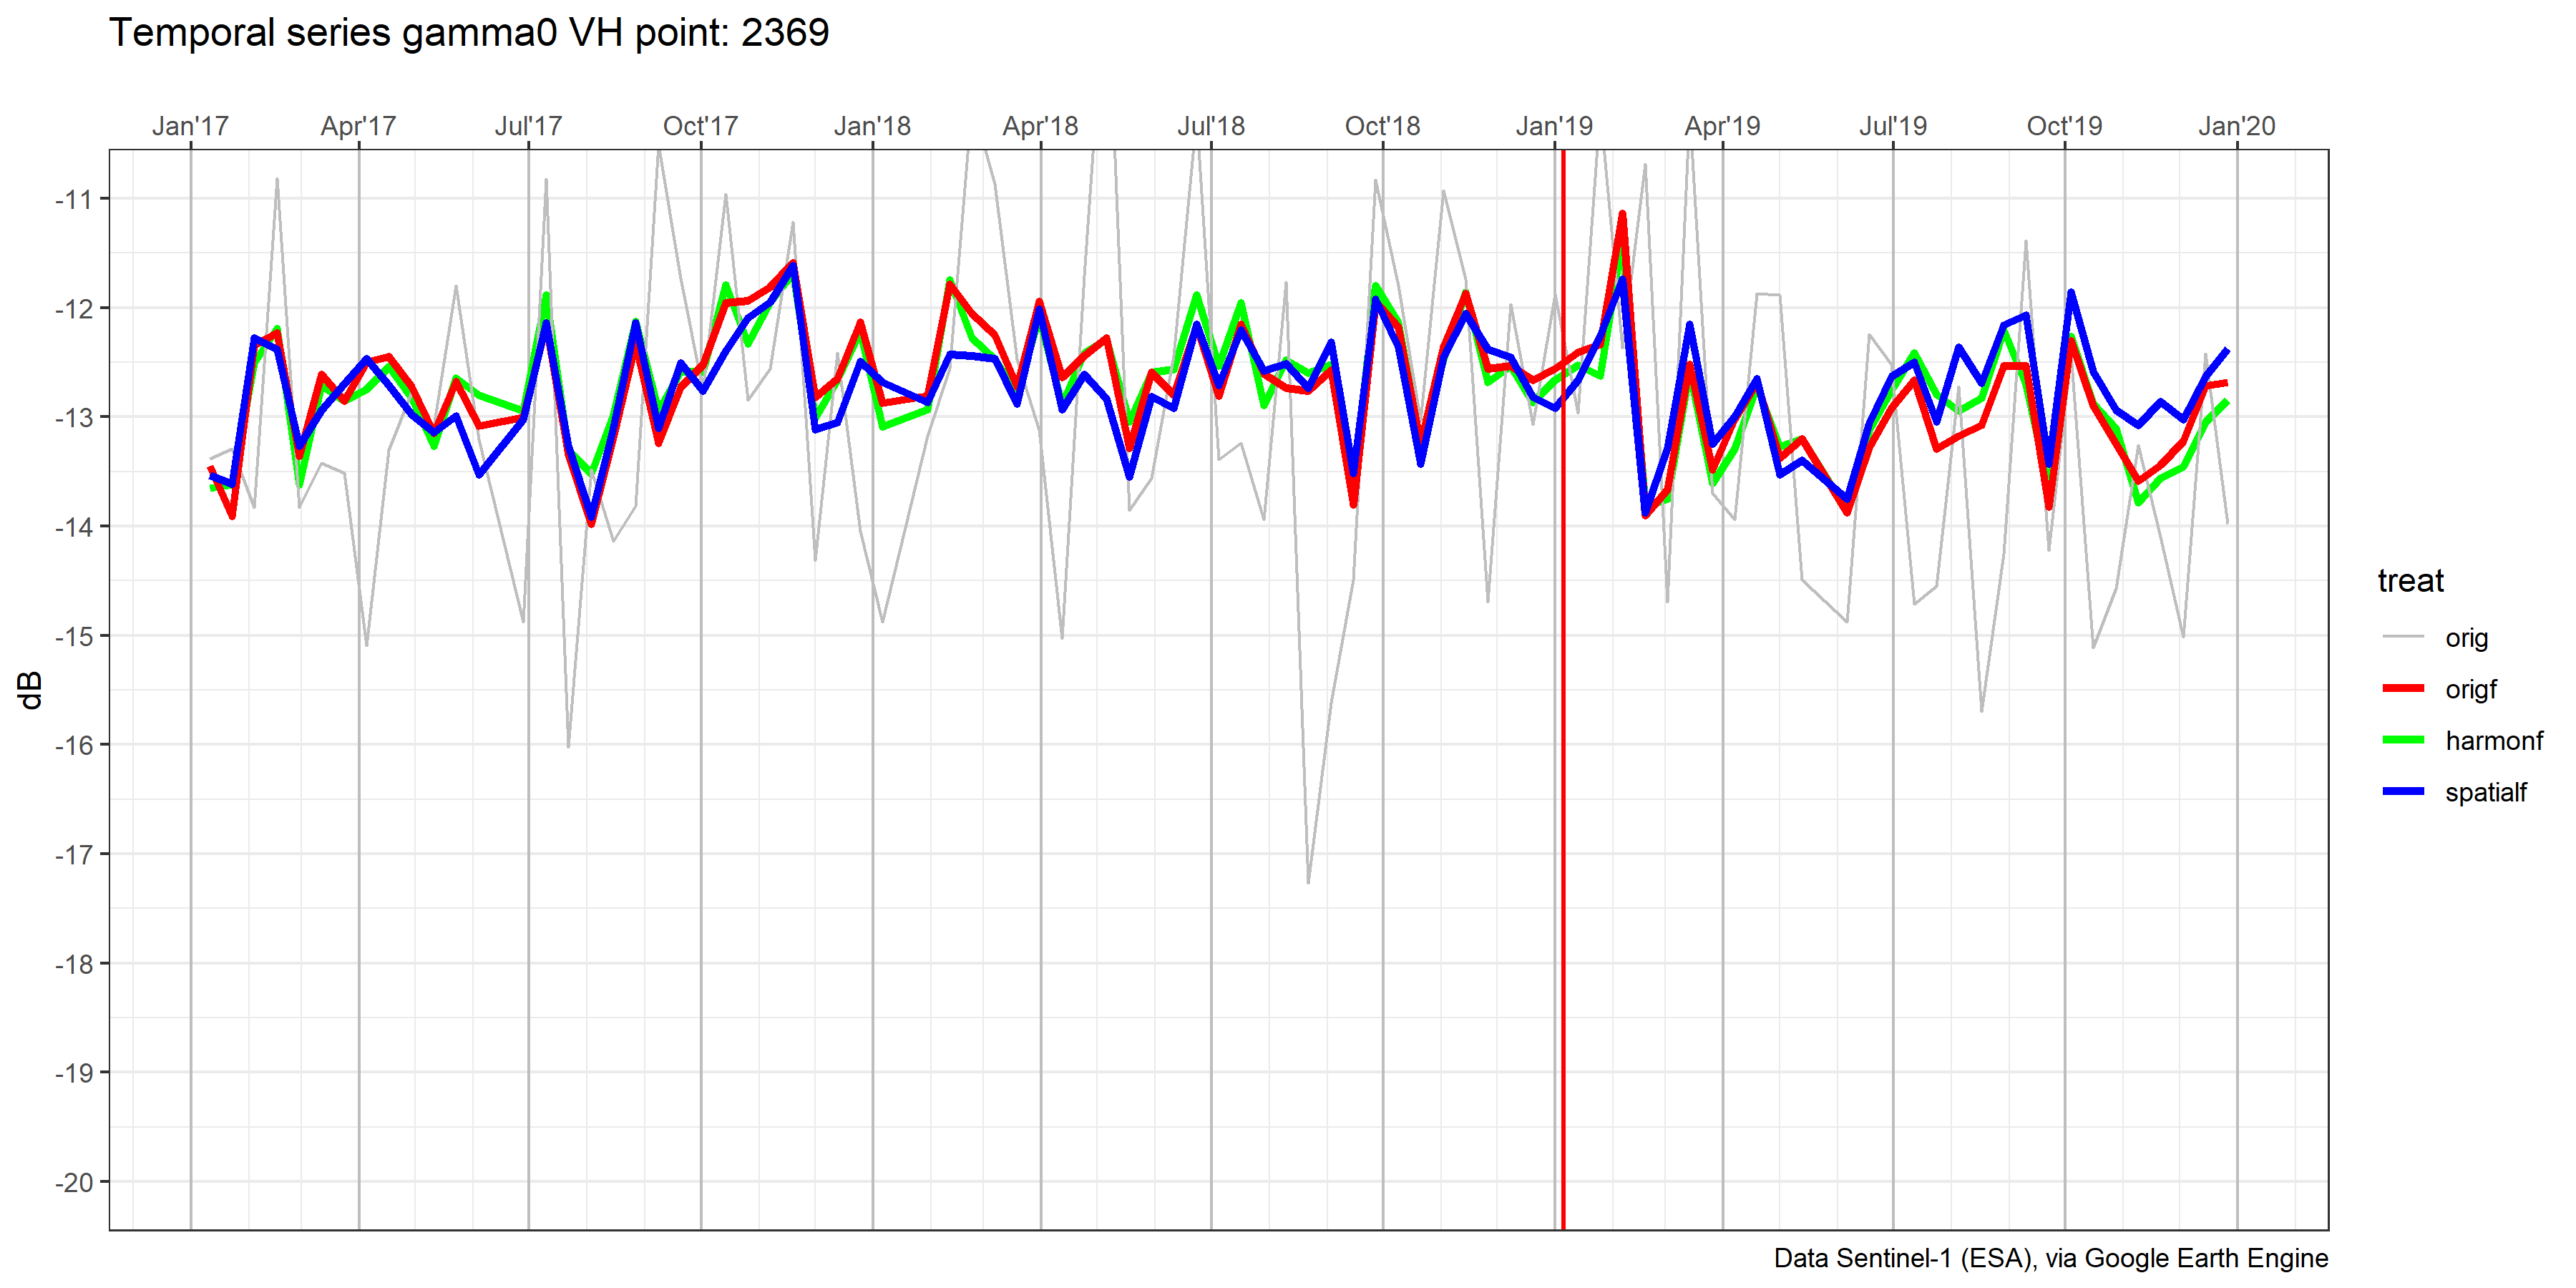 Temporal series gamma0 VH point: 2369
Jan'17 Apr'17 Jul'17 Oct'17 Jan'18 Apr'18 Jul'18 Oct'18 Jan'19 Apr'19 Jul'19 Oct'19 Jan'20
-11
-12
-13
-14
-15
-16
-17
-18
-19
-20
dB
treat
orig
origf
harmonf
spatialf
Data Sentinel-1 (ESA), via Google Earth Engine